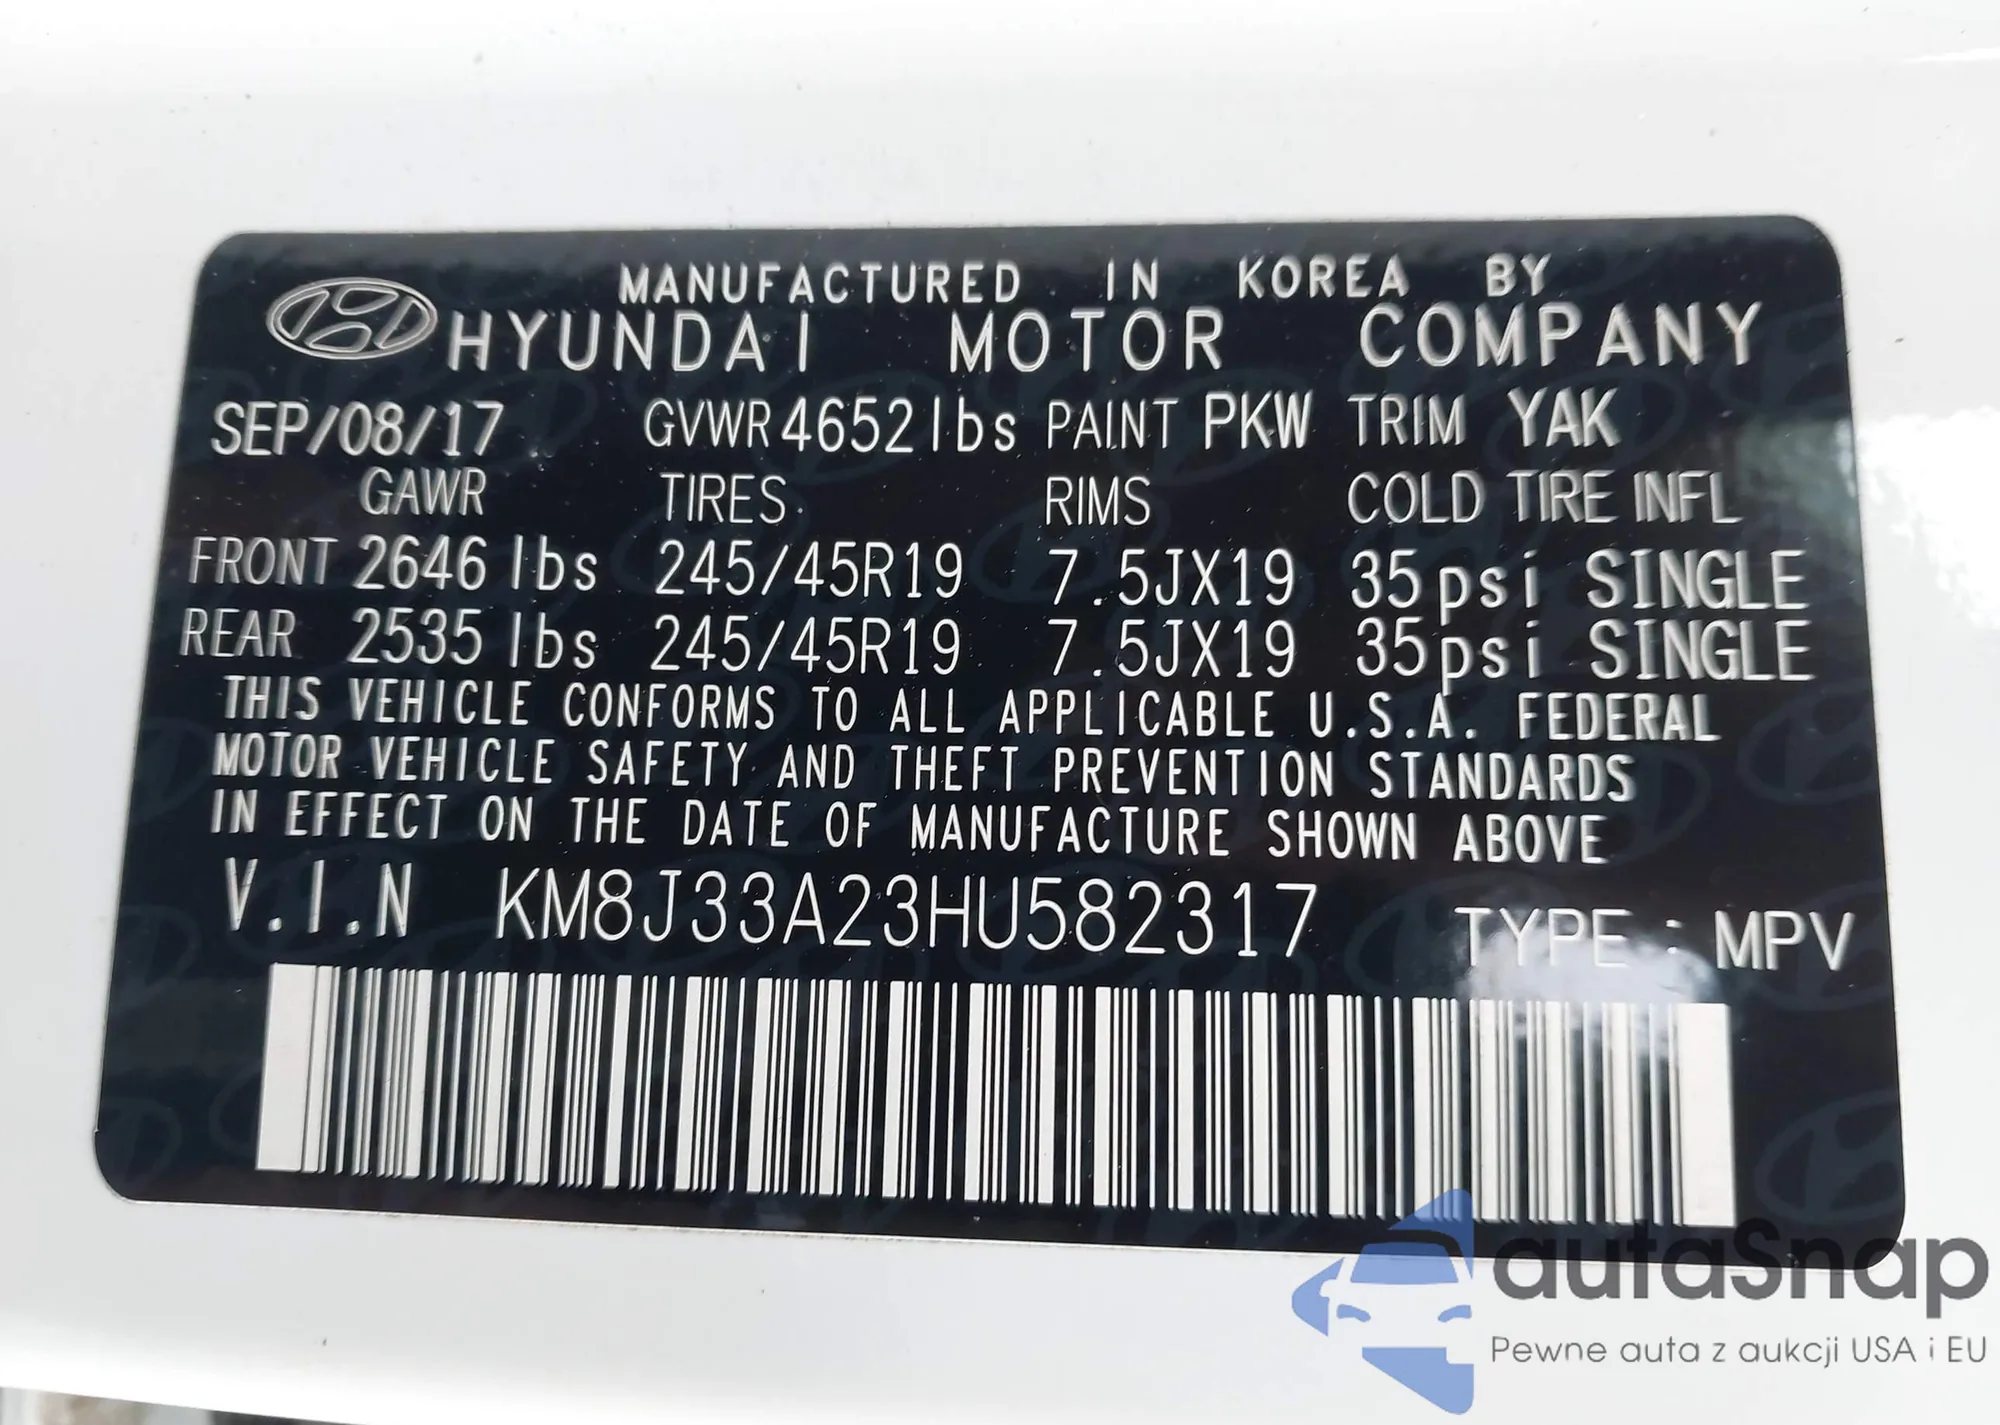 MANUFACTURED IN KOREA BY
HYUNDAI MOTOR COMPANY
SEP/08/17 GVWR 4652lbs PAINT PKW TRIM YAK
GAWR TIRES RIMS COLD TIRE INFL
FRONT 2646 lbs 245/45R19 7.5JX19 35psi SINGLE
REAR 2535 lbs 245/45R19 7.5JX19 35psi SINGLE
THIS VEHICLE CONFORMS TO ALL APPLICABLE U.S.A. FEDERAL
MOTOR VEHICLE SAFETY AND THEFT PREVENTION STANDARDS
IN EFFECT ON THE DATE OF MANUFACTURE SHOWN ABOVE
V.I.N KM8J33A23HU582317 TYPE : MPV
autaSnap
Pewne auta z aukcji USA i EU